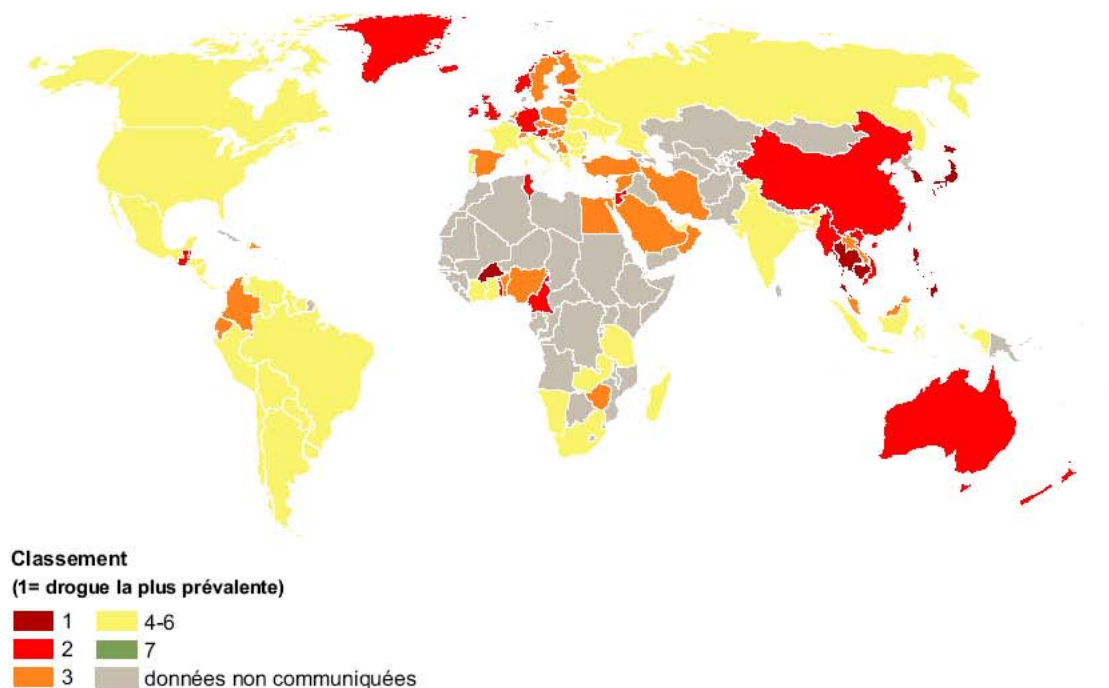 Classement
(1= drogue la plus prévalente)
1
4-6
2
7
3
données non communiquées